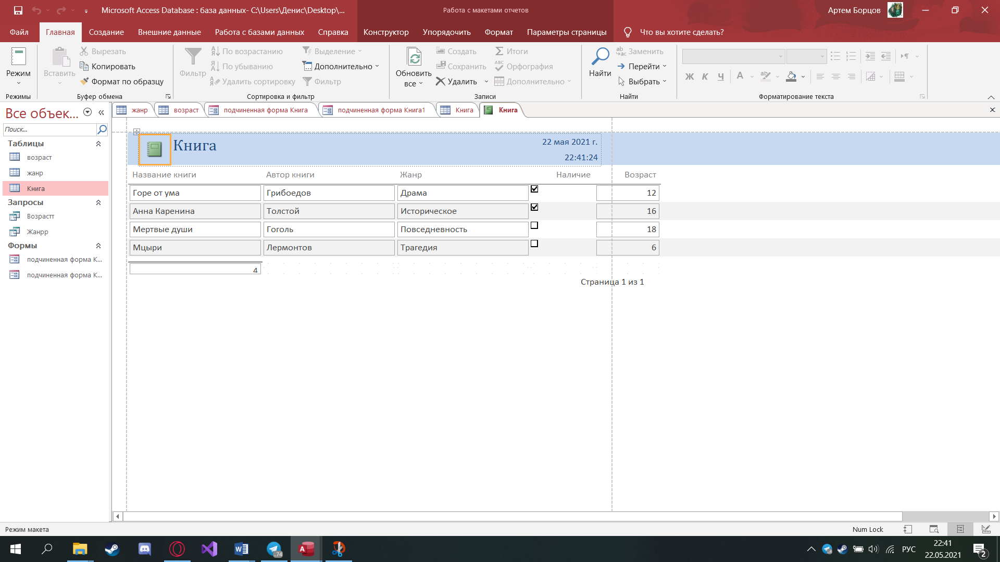 Microsoft Access Database : база данных- C:\Users\Денис\Desktop\...
Работа с макетами отчетов
Артем Борцов
Файл
Главная
Создание
Внешние данные
Работа с базами данных
Справка
Конструктор
Упорядочить
Формат
Параметры страницы
Что вы хотите сделать?
Режим
Режимы
Вставить
Вырезать
Копировать
Формат по образцу
Буфер обмена
Фильтр
По возрастанию
По убыванию
Удалить сортировку
Выделение
Дополнительно
Фильтр
Сортировка и фильтр
Обновить
все
Создать
Сохранить
Удалить
Итоги
Орфография
Дополнительно
Записи
Найти
Заменить
Перейти
Выбрать
Найти
Ж К Ч А
Форматирование текста
Все объек...
Поиск...
Таблицы
возраст
жанр
Книга
Запросы
Возрастт
Жанрр
Формы
подчиненная форма К...
подчиненная форма К...
жанр
возраст
подчиненная форма Книга
подчиненная форма Книга1
Книга
Книга
Книга
22 мая 2021 г.
22:41:24
Название книги Автор книги Жанр Наличие Возраст
Горе от ума Грибоедов Драма 12
Анна Каренина Толстой Историческое 16
Мертвые души Гоголь Повседневность 18
Мцыри Лермонтов Трагедия 6
4
Страница 1 из 1
Режим макета
Num Lock
РУС
22:41
22.05.2021
74
2